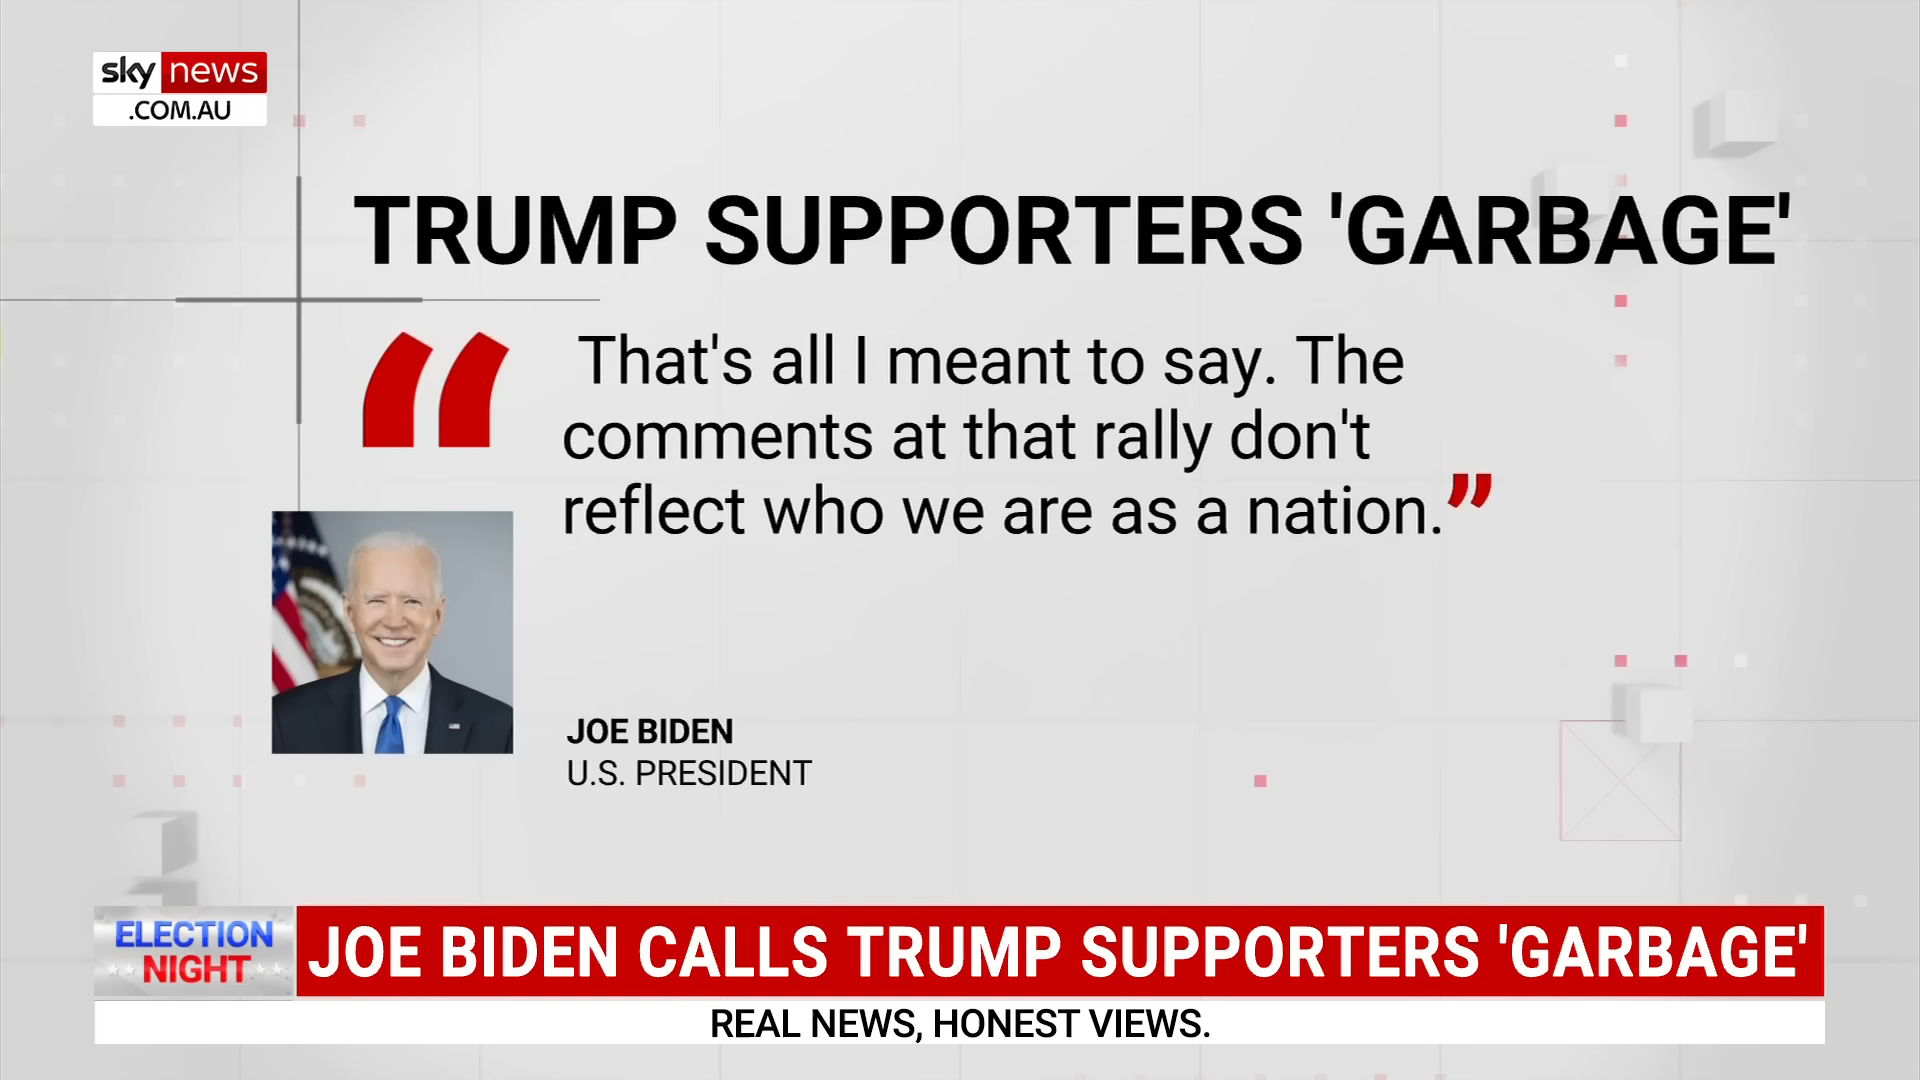 sky news
.COM.AU
TRUMP SUPPORTERS 'GARBAGE'
“ That's all I meant to say. The
comments at that rally don't
reflect who we are as a nation.”
JOE BIDEN
U.S. PRESIDENT
ELECTION
NIGHT
JOE BIDEN CALLS TRUMP SUPPORTERS 'GARBAGE'
REAL NEWS, HONEST VIEWS.